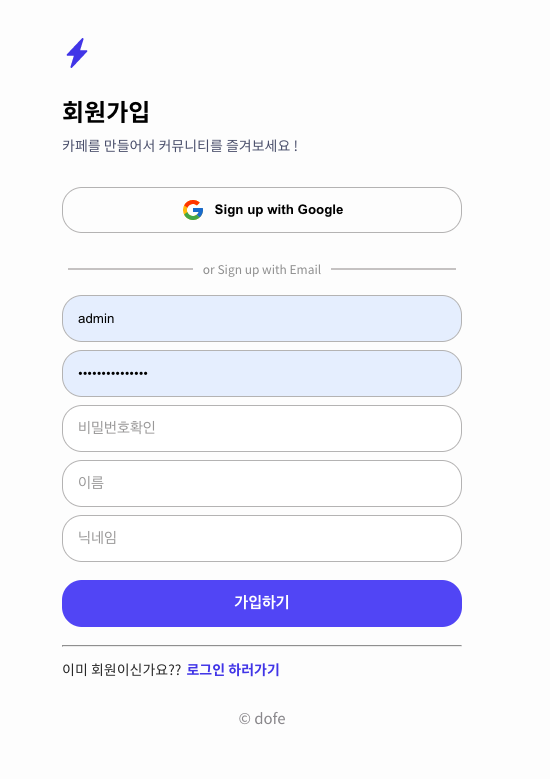 회원가입
카페를 만들어서 커뮤니티를 즐겨보세요 !
Sign up with Google
or Sign up with Email
admin
•••••••••••••••
비밀번호확인
이름
닉네임
가입하기
이미 회원이신가요?? 로그인 하러가기
© dofe